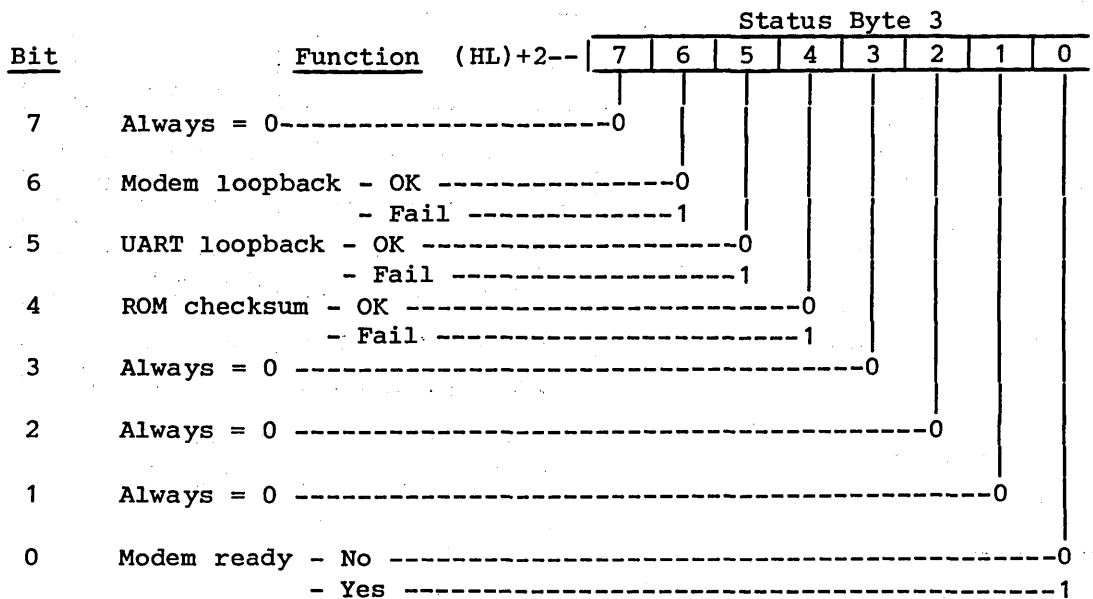 Status Byte 3
Bit Function (HL)+2--| 7 | 6 | 5 | 4 | 3 | 2 | 1 | 0
7 Always = 0---------------------0
6 Modem loopback - OK ---------------0
- Fail -------------1
5 UART loopback - OK --------------------0
- Fail ------------------1
4 ROM checksum - OK -------------------------0
- Fail -----------------------1
3 Always = 0 ------------------------------------0
2 Always = 0 ----------------------------------------0
1 Always = 0 --------------------------------------------0
0 Modem ready - No -------------------------------------------0
- Yes ------------------------------------------1